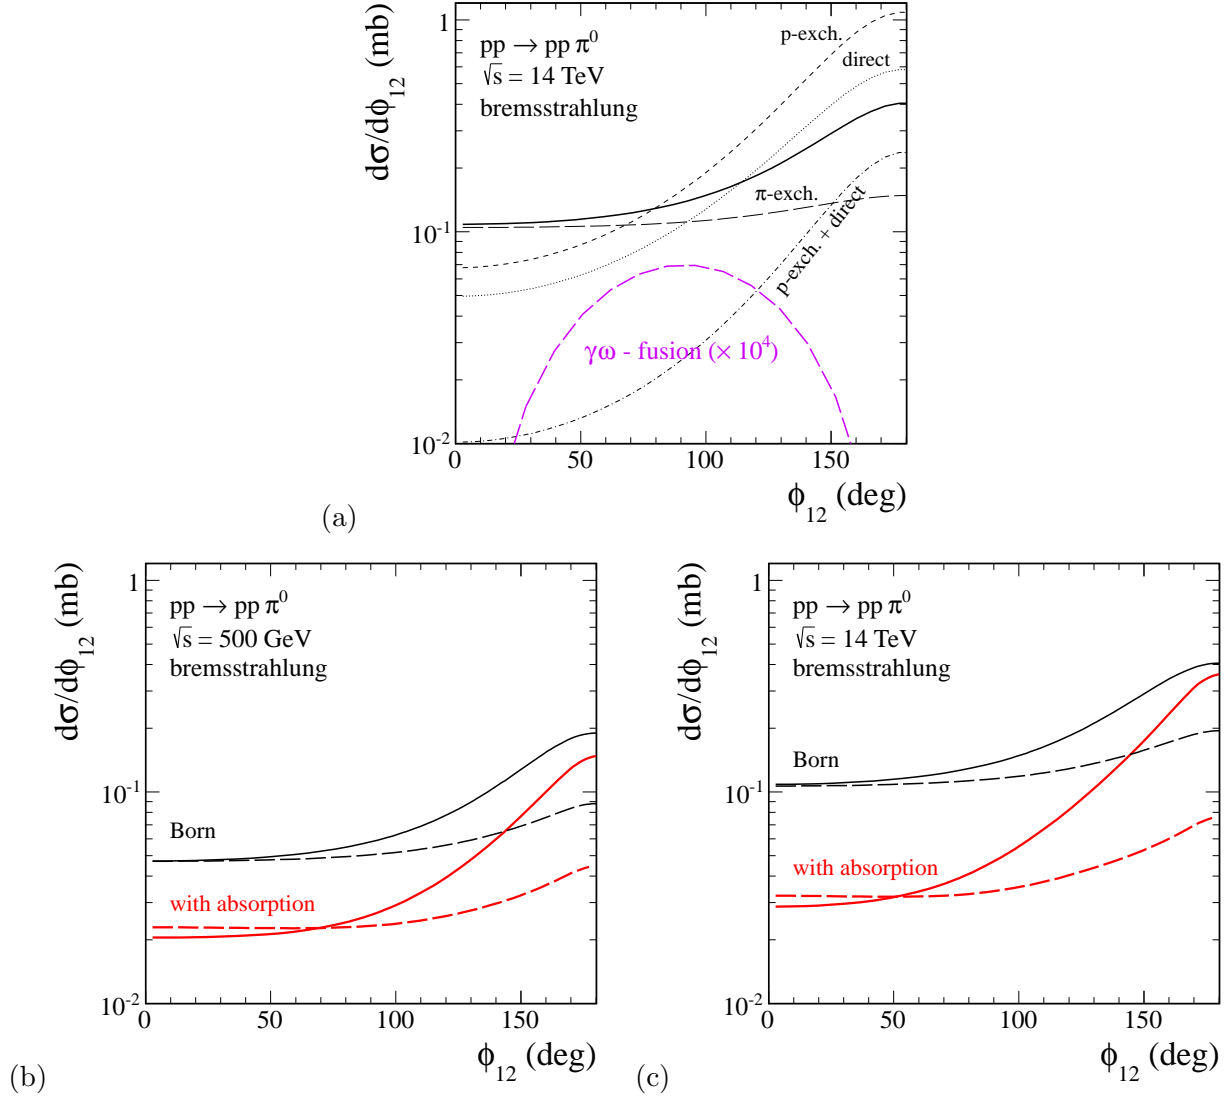 dσ/dφ₁₂ (mb)
1
10⁻¹
10⁻²
pp → pp π⁰
√s = 14 TeV
bremsstrahlung
p-exch.
direct
π-exch.
p-exch. + direct
γω - fusion (× 10⁴)
0 50 100 150
φ₁₂ (deg)
(a)
dσ/dφ₁₂ (mb)
1
10⁻¹
10⁻²
pp → pp π⁰
√s = 500 GeV
bremsstrahlung
Born
with absorption
0 50 100 150
φ₁₂ (deg)
(b)
dσ/dφ₁₂ (mb)
1
10⁻¹
10⁻²
pp → pp π⁰
√s = 14 TeV
bremsstrahlung
Born
with absorption
0 50 100 150
φ₁₂ (deg)
(c)